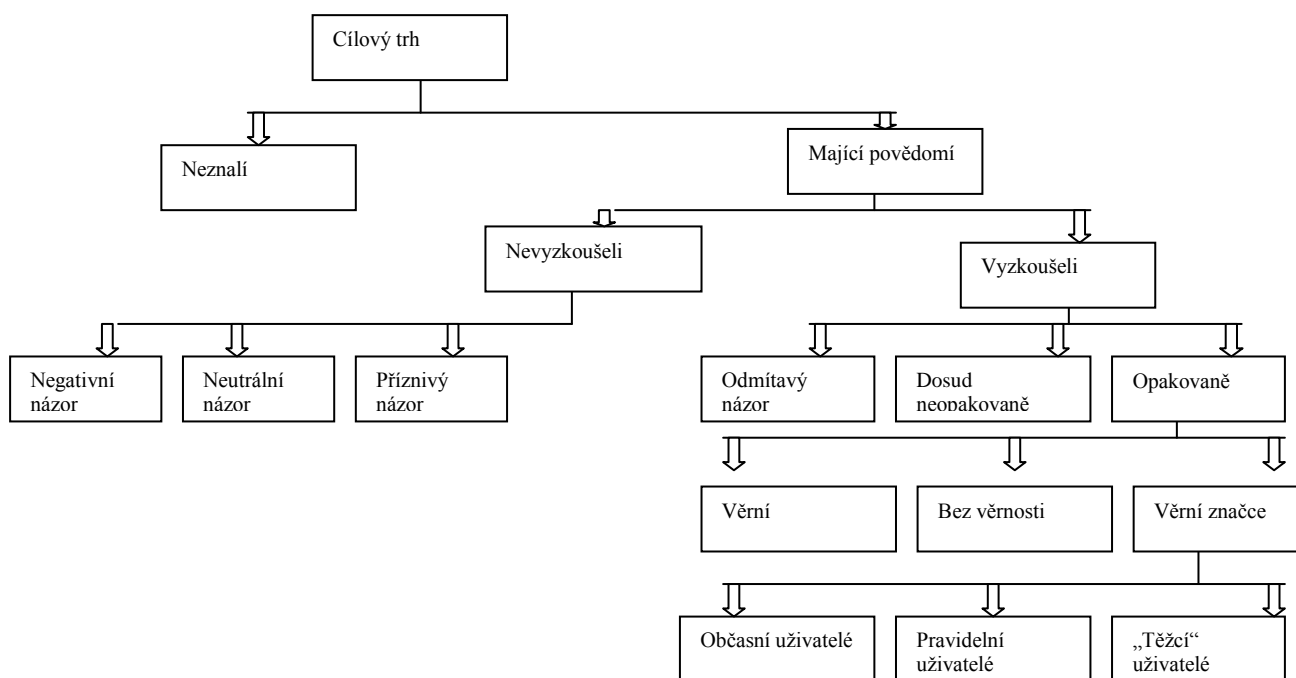 Cílový trh
Neznalí
Mající povědomí
Nevyzkoušeli
Vyzkoušeli
Negativní
názor
Neutrální
názor
Příznivý
názor
Odmítavý
názor
Dosud
neopakovaně
Opakovaně
Věrní
Bez věrnosti
Věrní značce
Občasní uživatelé
Pravidelní
uživatelé
„Těžcí“
uživatelé